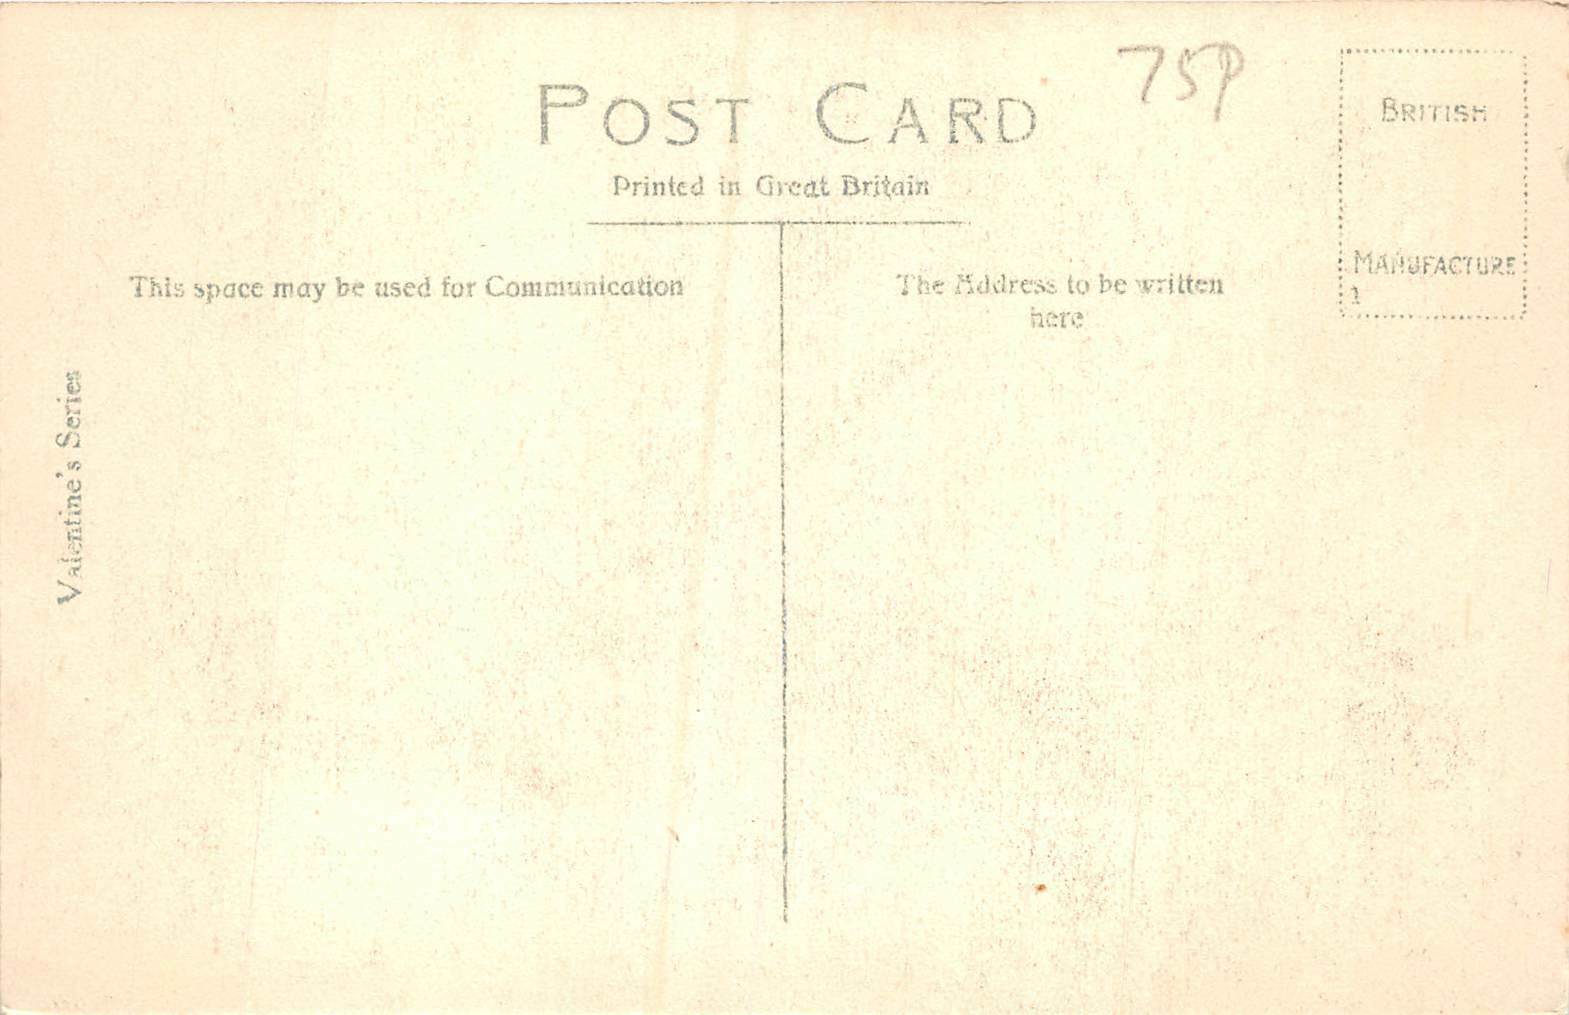 75P
POST CARD
Printed in Great Britain
BRITISH
MANUFACTURE
1
This space may be used for Communication
The Address to be written
here
Valentine's Series